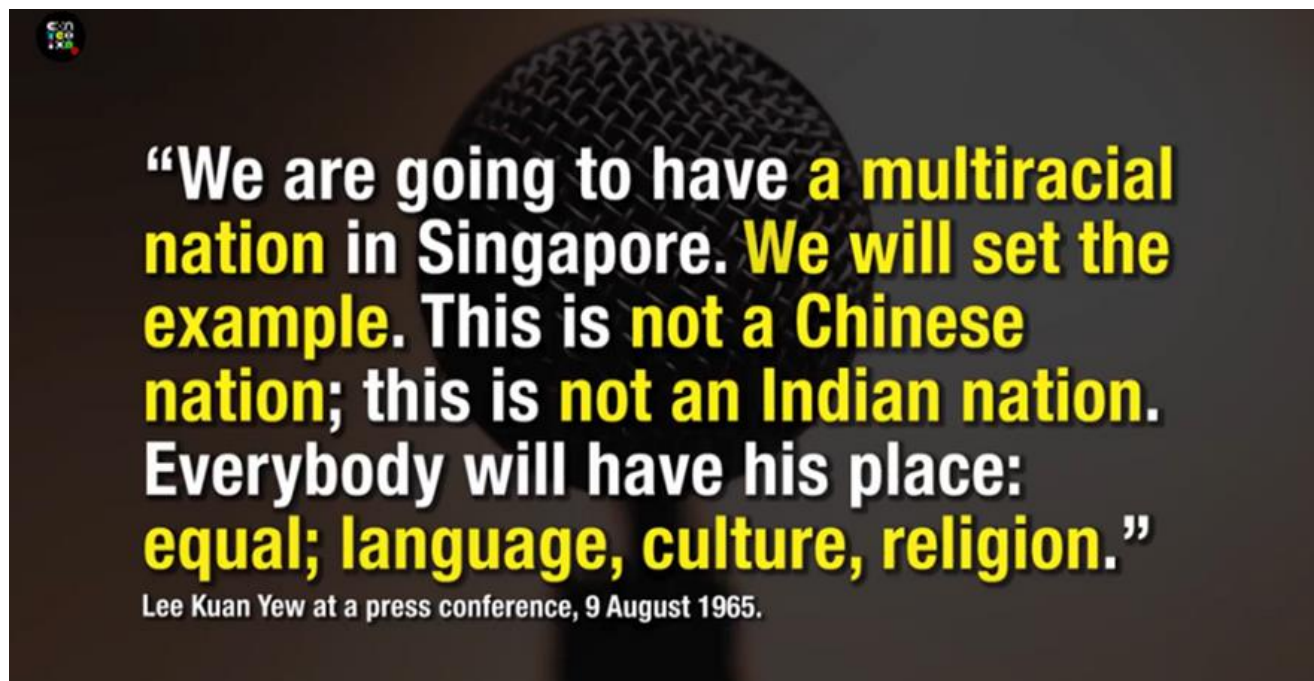 “We are going to have a multiracial
nation in Singapore. We will set the
example. This is not a Chinese
nation; this is not an Indian nation.
Everybody will have his place:
equal; language, culture, religion.”
Lee Kuan Yew at a press conference, 9 August 1965.